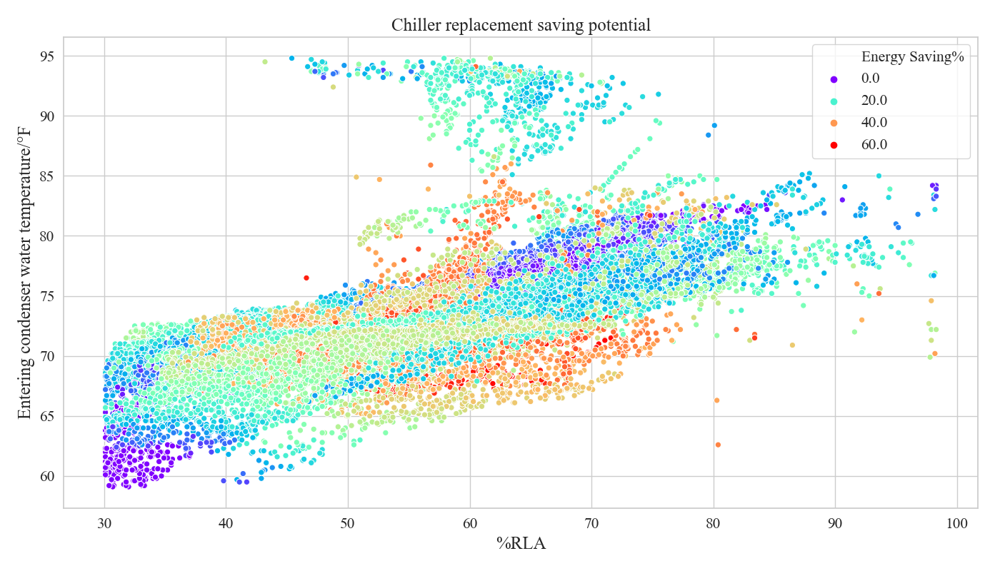 Chiller replacement saving potential
Energy Saving%
0.0
20.0
40.0
60.0
Entering condenser water temperature/°F
95
90
85
80
75
70
65
60
30 40 50 60 70 80 90 100
%RLA